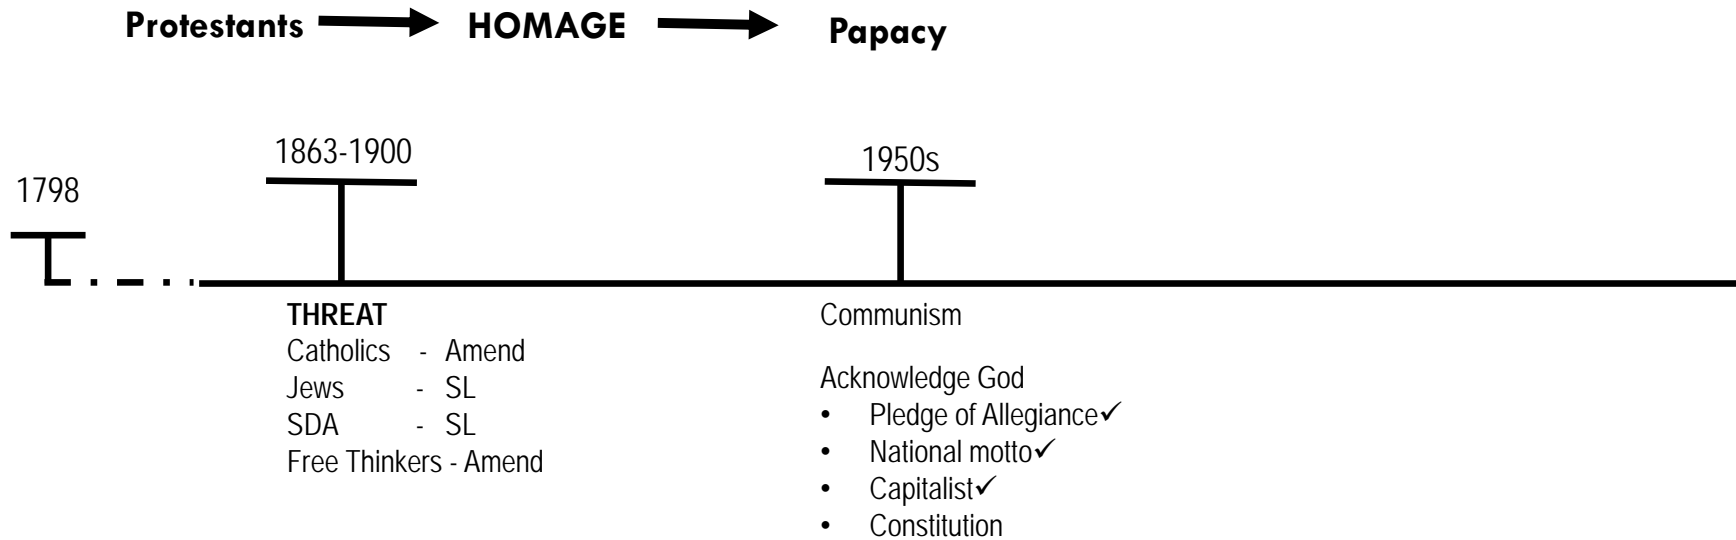 Protestants HOMAGE Papacy
1798
1863-1900
1950s
THREAT
Catholics - Amend
Jews - SL
SDA - SL
Free Thinkers - Amend
Communism
Acknowledge God
• Pledge of Allegiance✓
• National motto✓
• Capitalist✓
• Constitution